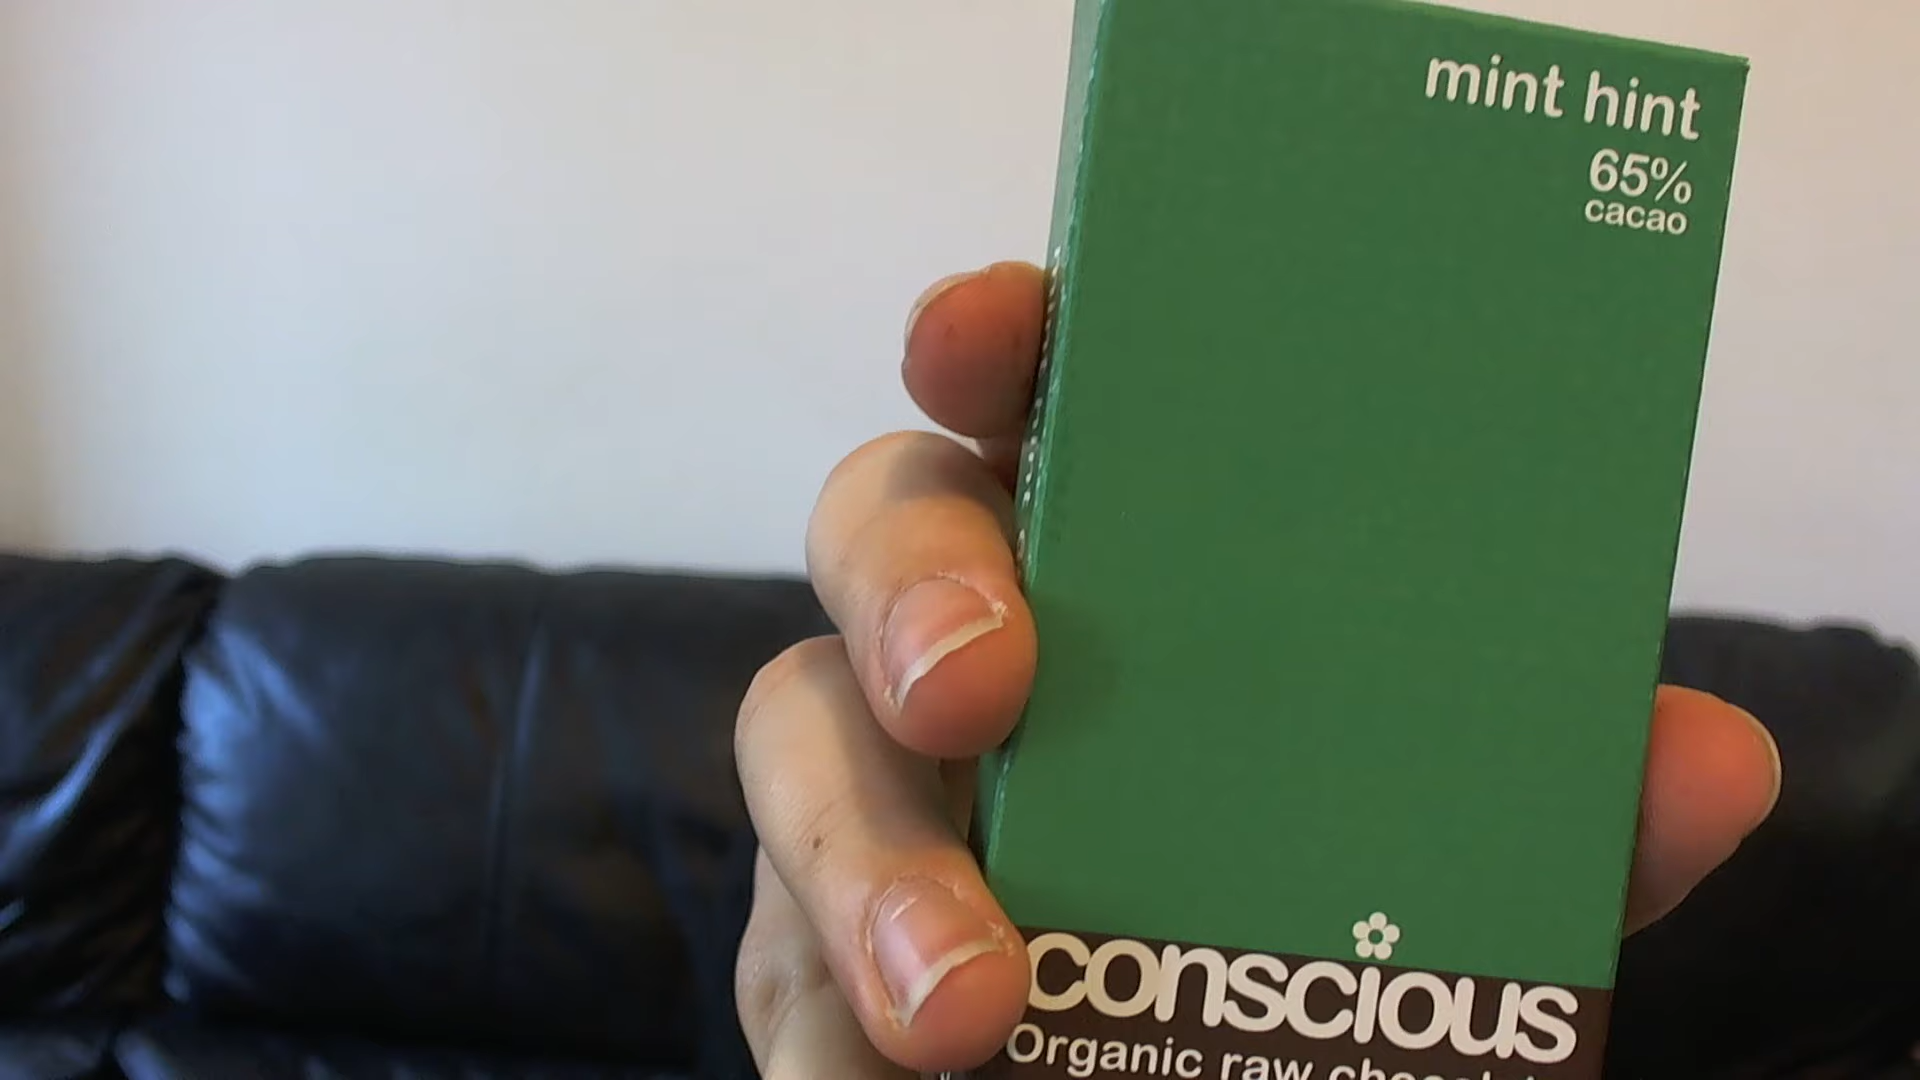 mint hint
65%
cacao
conscious
Organic raw